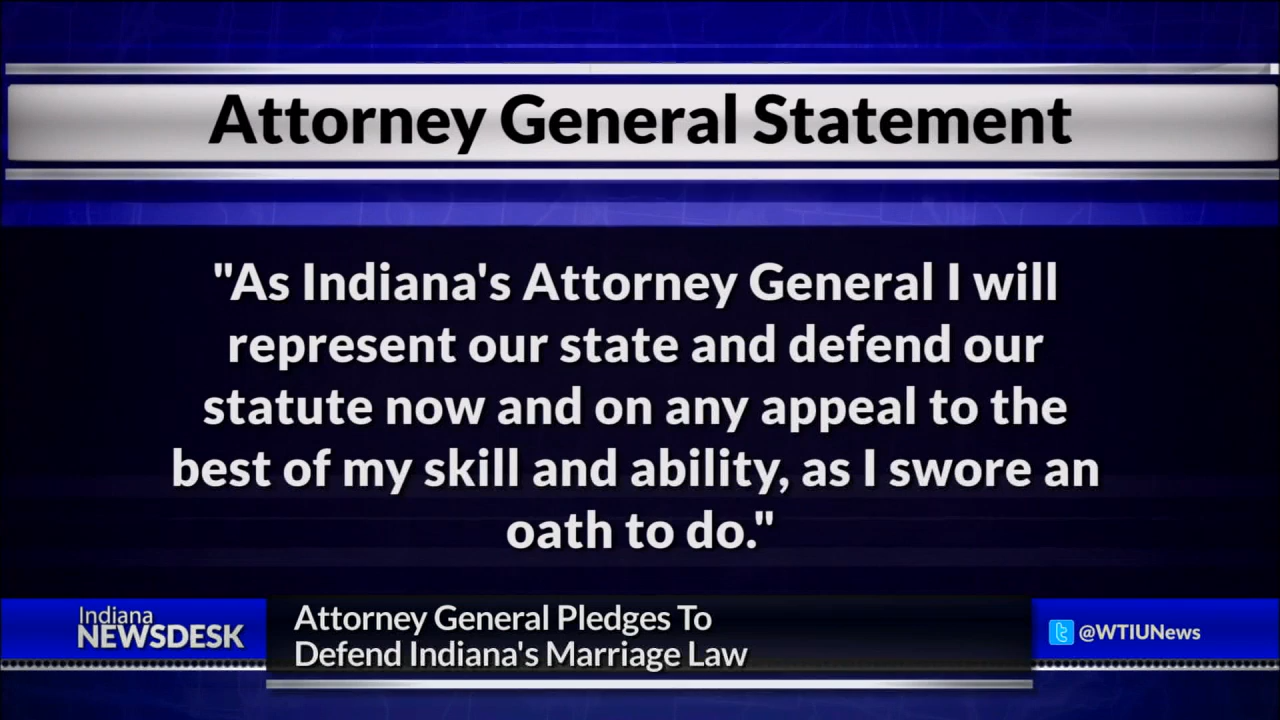 Attorney General Statement
"As Indiana's Attorney General I will
represent our state and defend our
statute now and on any appeal to the
best of my skill and ability, as I swore an
oath to do."
Indiana
NEWSDESK
Attorney General Pledges To
Defend Indiana's Marriage Law
@WTIUNews